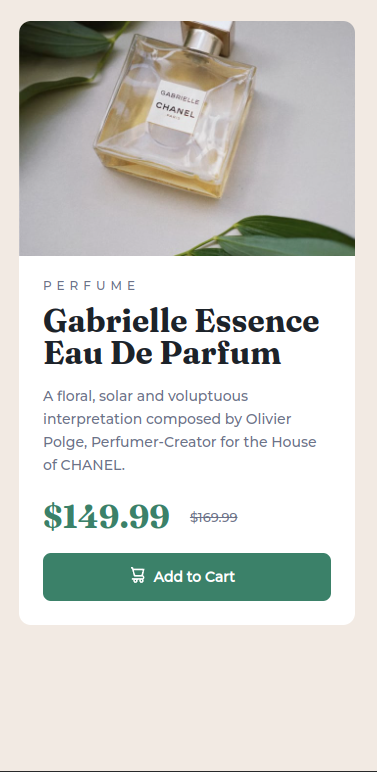 GABRIELLE
CHANEL
PARIS
PERFUME
Gabrielle Essence
Eau De Parfum
A floral, solar and voluptuous
interpretation composed by Olivier
Polge, Perfumer-Creator for the House
of CHANEL.
$149.99 $169.99
Add to Cart